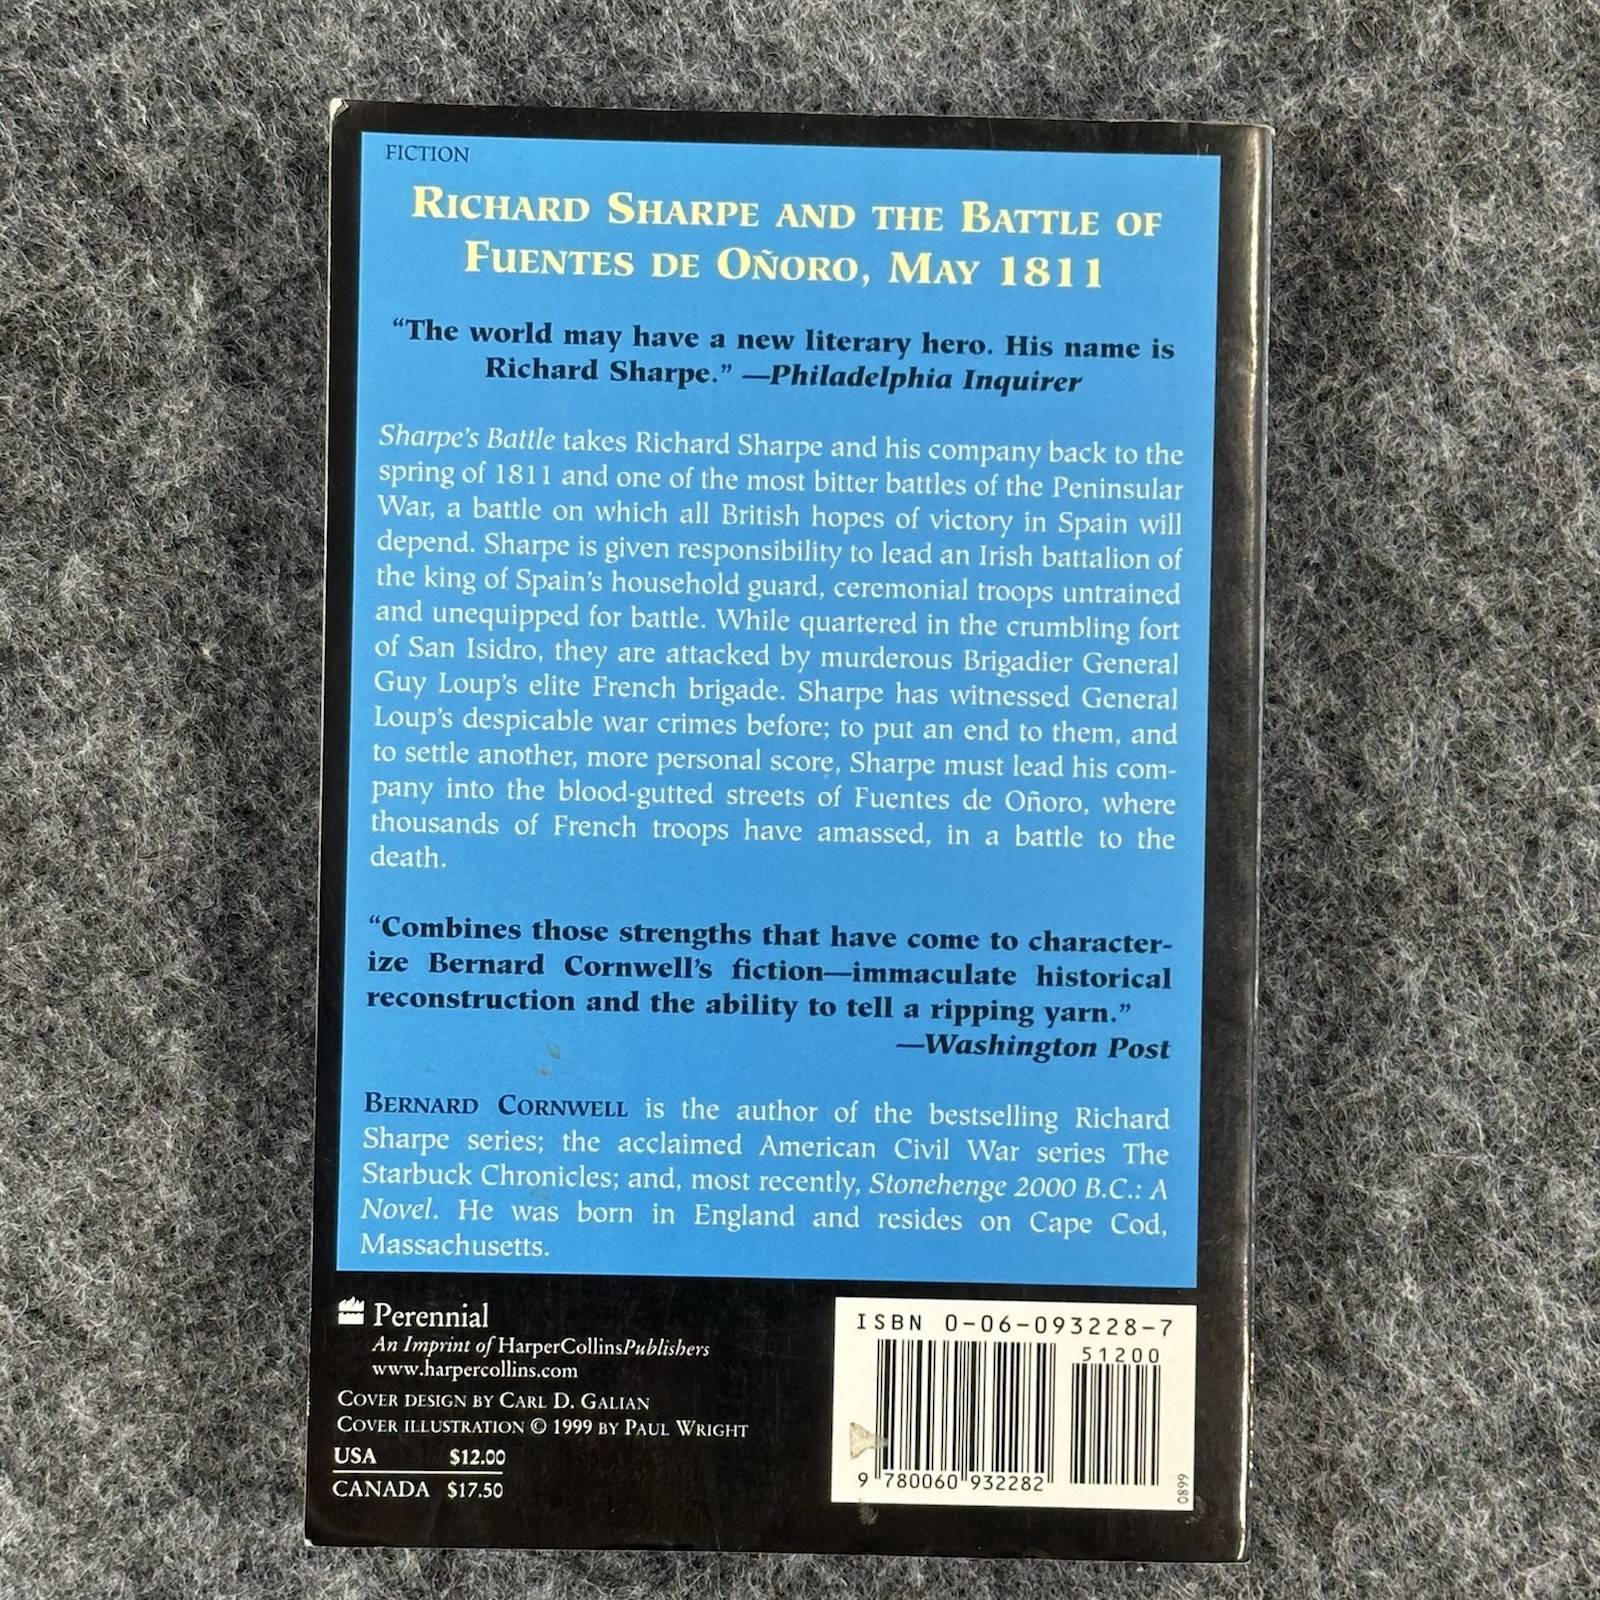 FICTION
RICHARD SHARPE AND THE BATTLE OF
FUENTES DE OÑORO, MAY 1811
“The world may have a new literary hero. His name is
Richard Sharpe.” —Philadelphia Inquirer
Sharpe’s Battle takes Richard Sharpe and his company back to the
spring of 1811 and one of the most bitter battles of the Peninsular
War, a battle on which all British hopes of victory in Spain will
depend. Sharpe is given responsibility to lead an Irish battalion of
the king of Spain’s household guard, ceremonial troops untrained
and unequipped for battle. While quartered in the crumbling fort
of San Isidro, they are attacked by murderous Brigadier General
Guy Loup’s elite French brigade. Sharpe has witnessed General
Loup’s despicable war crimes before; to put an end to them, and
to settle another, more personal score, Sharpe must lead his com-
pany into the blood-gutted streets of Fuentes de Oñoro, where
thousands of French troops have amassed, in a battle to the
death.
“Combines those strengths that have come to character-
ize Bernard Cornwell’s fiction—immaculate historical
reconstruction and the ability to tell a ripping yarn.”
—Washington Post
BERNARD CORNWELL is the author of the bestselling Richard
Sharpe series; the acclaimed American Civil War series The
Starbuck Chronicles; and, most recently, Stonehenge 2000 B.C.: A
Novel. He was born in England and resides on Cape Cod,
Massachusetts.
Perennial
An Imprint of HarperCollinsPublishers
www.harpercollins.com
COVER DESIGN BY CARL D. GALIAN
COVER ILLUSTRATION © 1999 BY PAUL WRIGHT
USA $12.00
CANADA $17.50
ISBN 0-06-093228-7
51200
9 780060 932282
0899